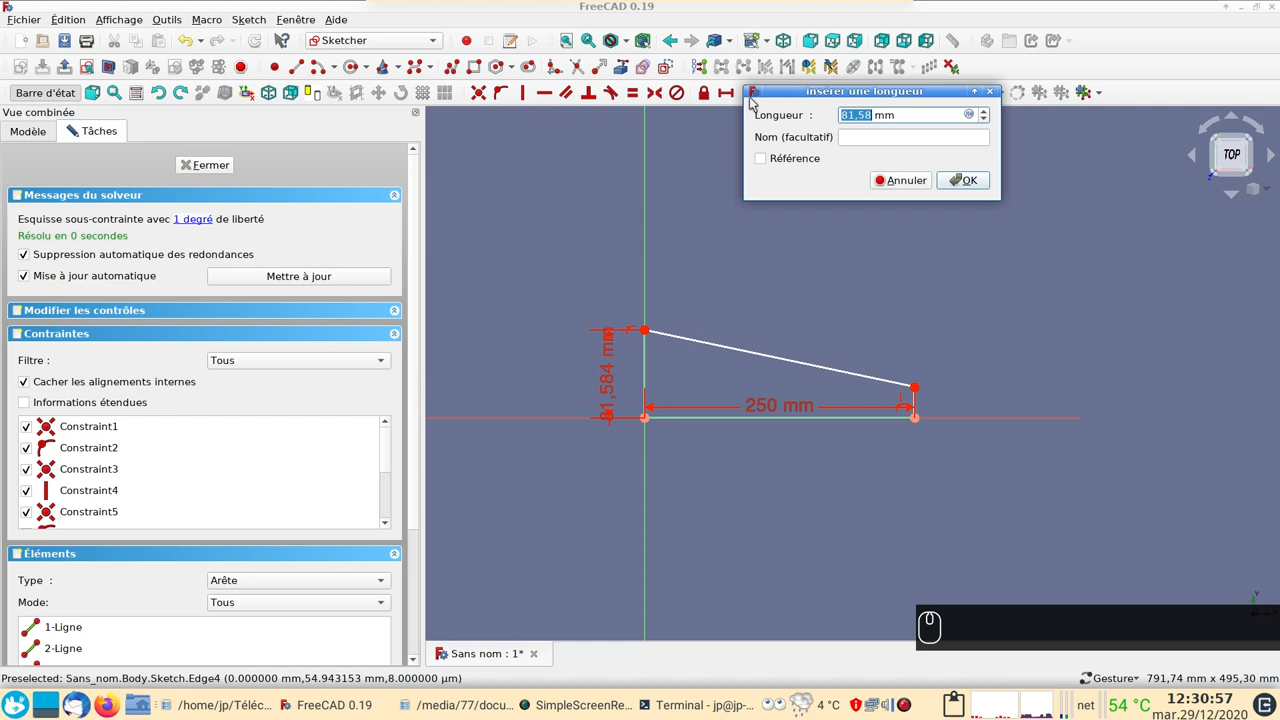 FreeCAD 0.19
Fichier Édition Affichage Outils Macro Sketch Fenêtre Aide
Sketcher
Barre d'état
Vue combinée
Modèle Tâches
Fermer
Messages du solveur
Esquisse sous-contrainte avec 1 degré de liberté
Résolu en 0 secondes
Suppression automatique des redondances
Mise à jour automatique Mettre à jour
Modifier les contrôles
Contraintes
Filtre : Tous
Cacher les alignements internes
Informations étendues
Constraint1
Constraint2
Constraint3
Constraint4
Constraint5
Éléments
Type : Arête
Mode: Tous
1-Ligne
2-Ligne
insérer une longueur
Longueur : 81,58 mm
Nom (facultatif)
Référence
Annuler OK
TOP
81,584 mm
250 mm
Sans nom : 1*
Preselected: Sans_nom.Body.Sketch.Edge4 (0.000000 mm,54.943153 mm,8.000000 µm)
Gesture
791,74 mm x 495,30 mm
/home/jp/Téléc... FreeCAD 0.19 /media/77/docu... SimpleScreenRe... Terminal - jp@jp-... 4 °C net 54 °C 12:30:57
mar.29/12/2020